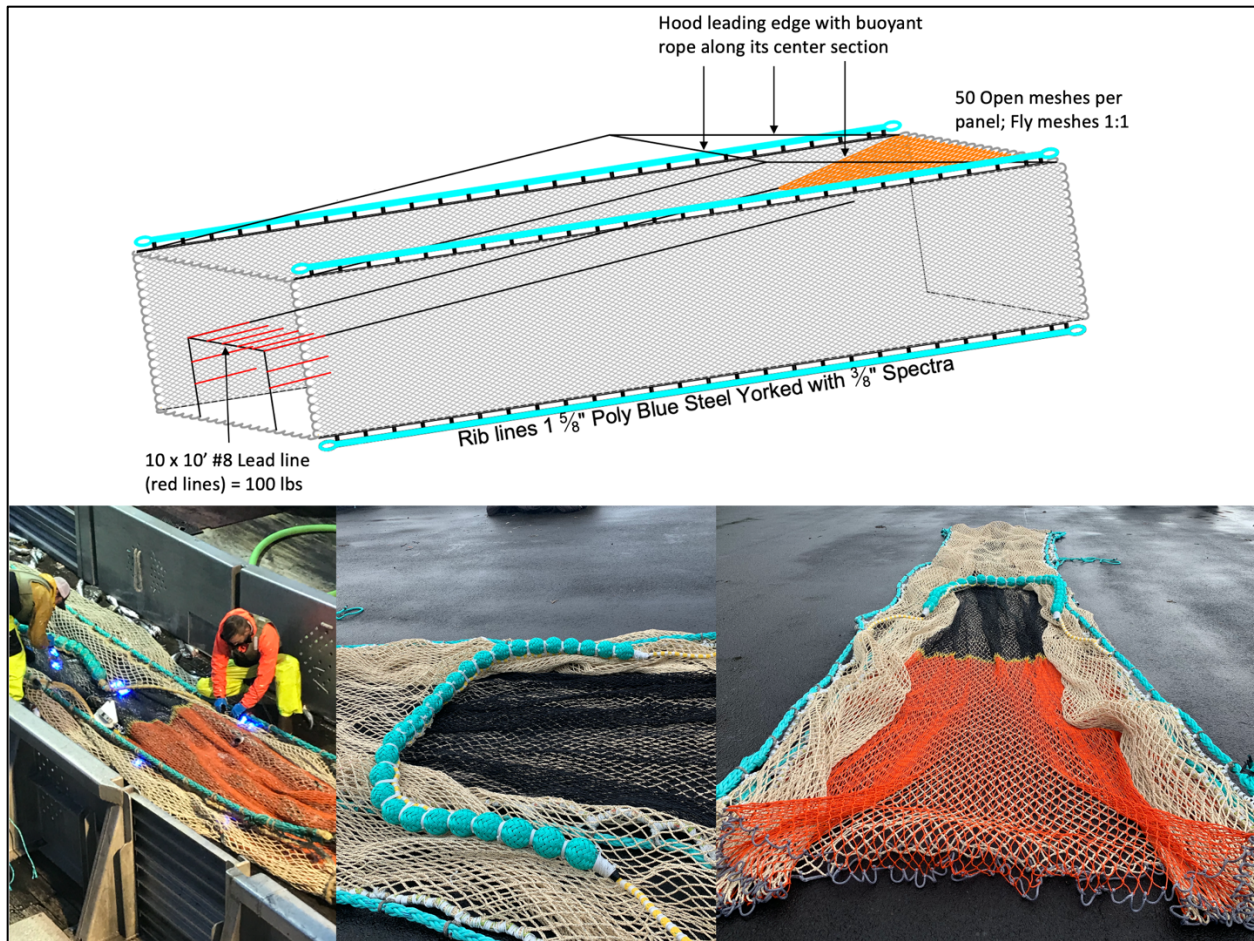 Hood leading edge with buoyant
rope along its center section
50 Open meshes per
panel; Fly meshes 1:1
Rib lines 1 ⅝" Poly Blue Steel Yorked with ⅜" Spectra
10 x 10’ #8 Lead line
(red lines) = 100 lbs